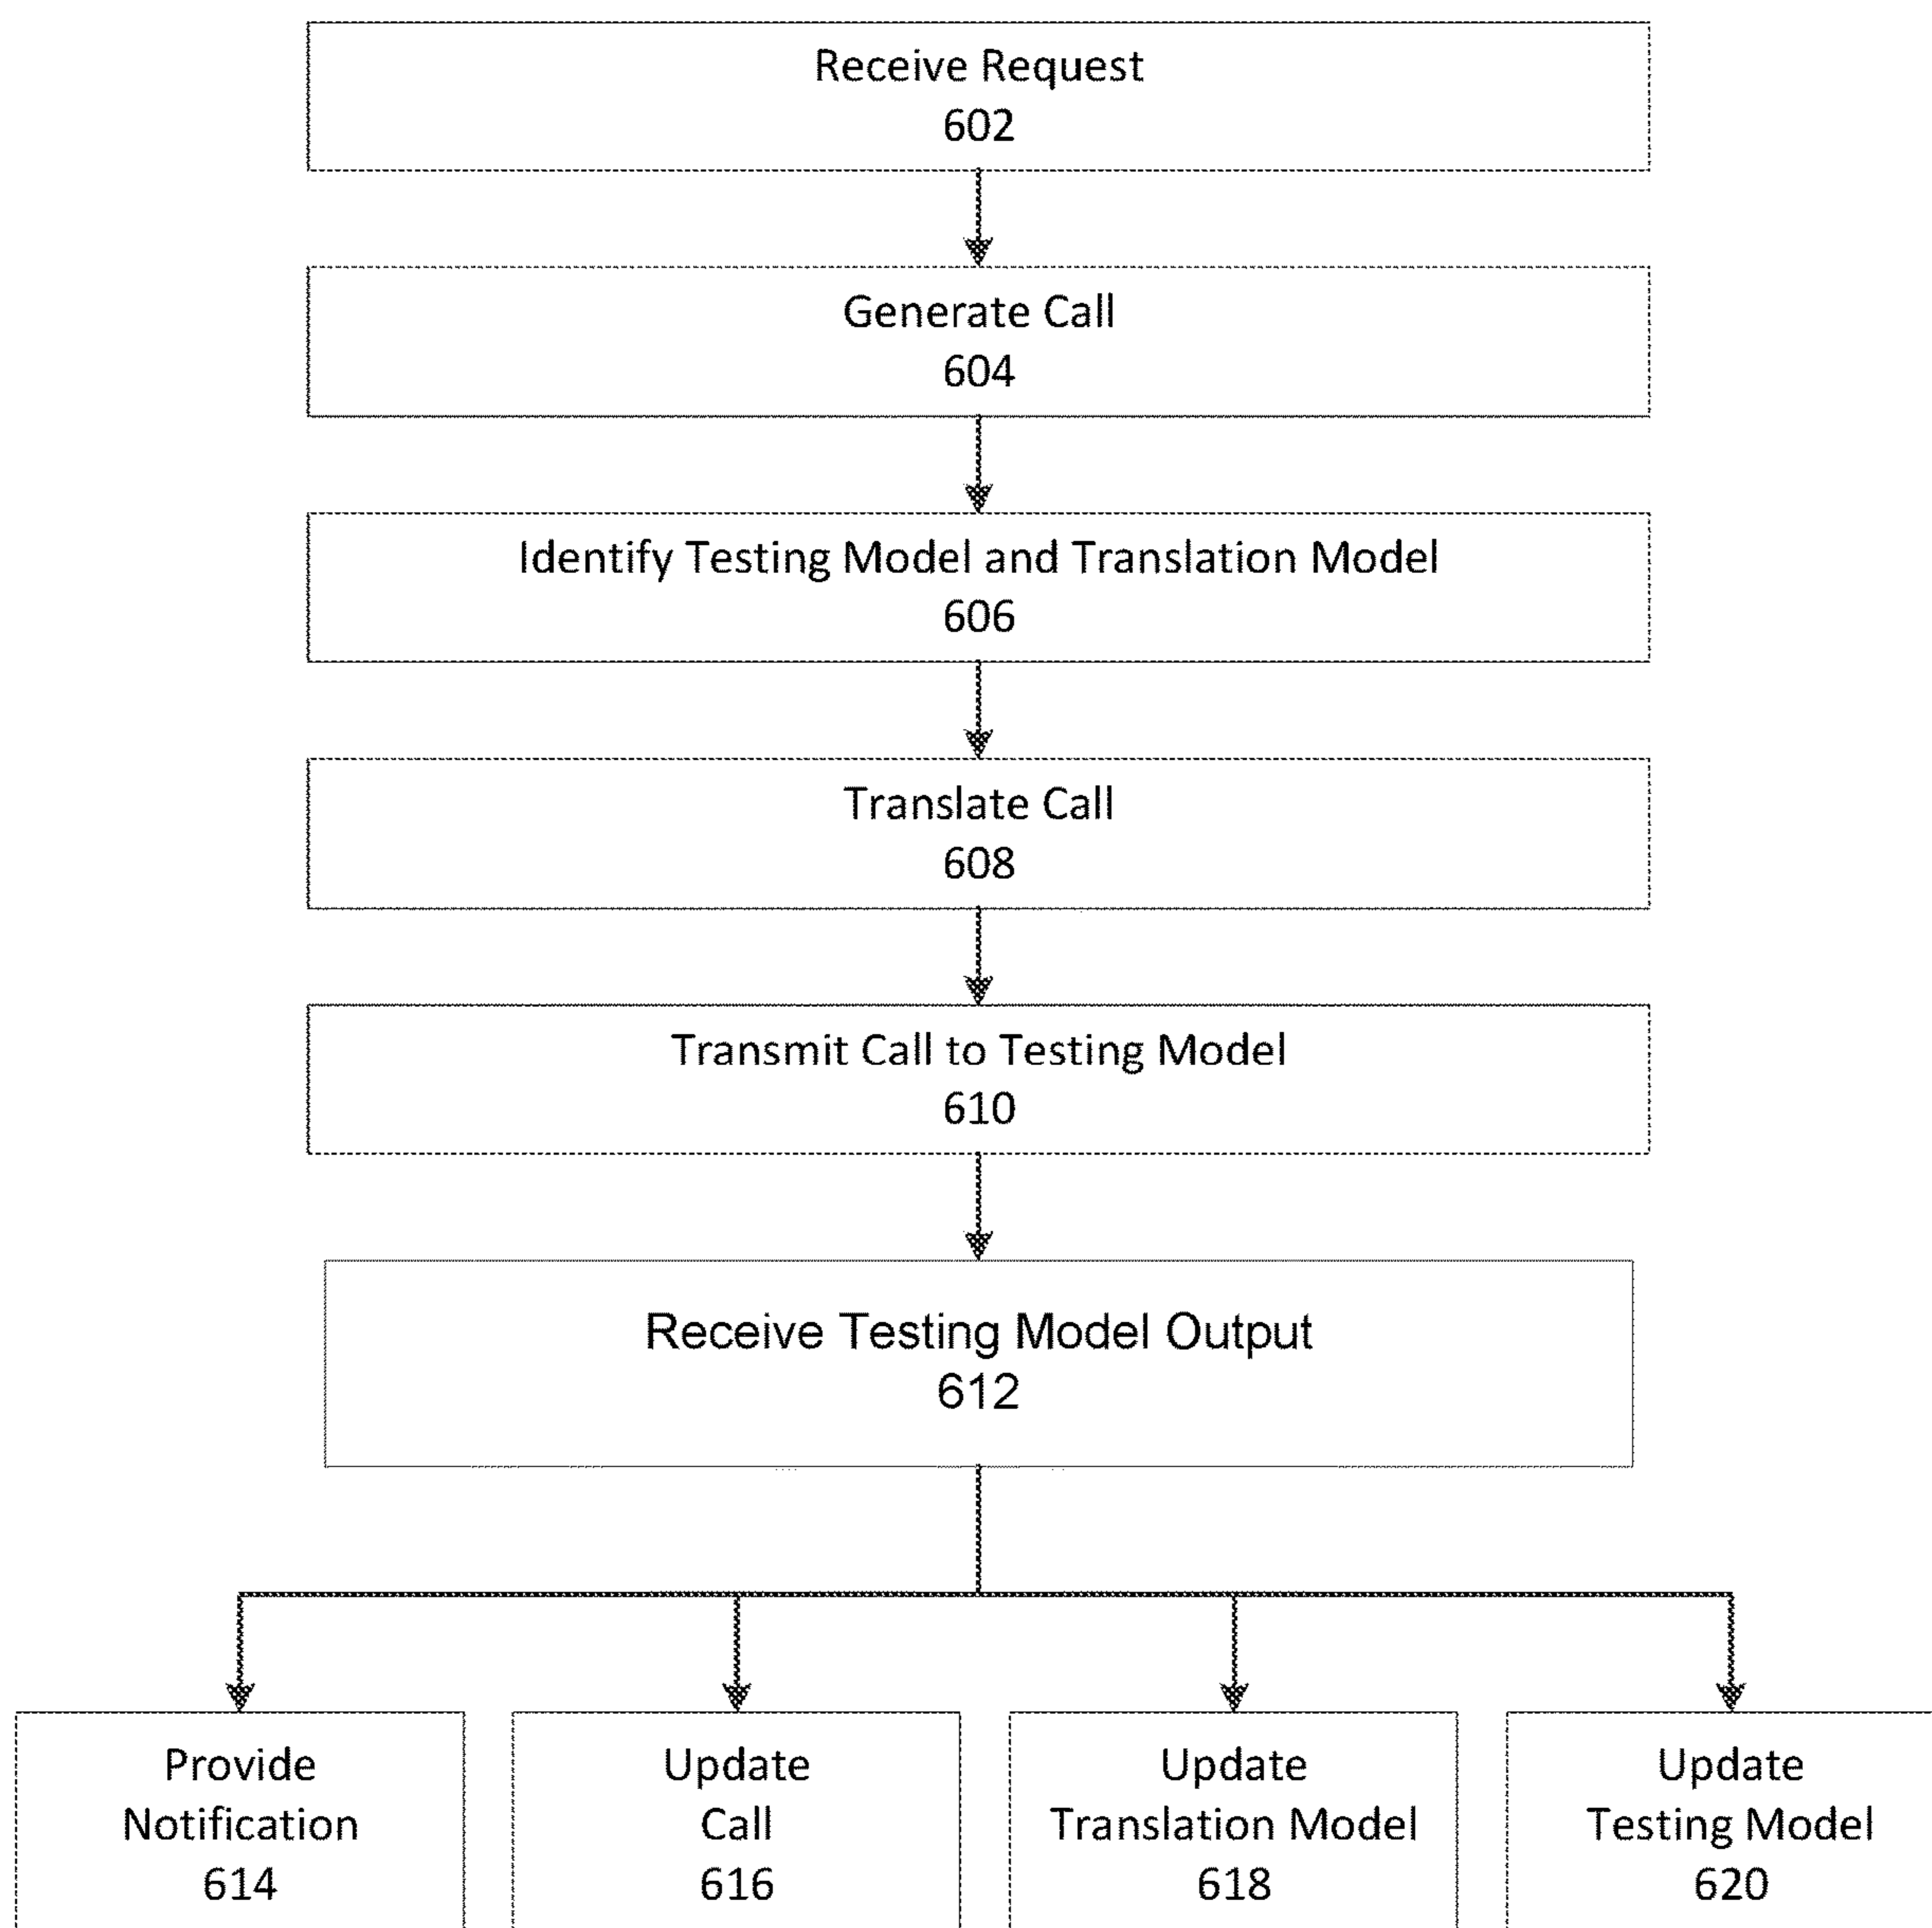 Receive Request
602
Generate Call
604
Identify Testing Model and Translation Model
606
Translate Call
608
Transmit Call to Testing Model
610
Receive Testing Model Output
612
Provide
Notification
614
Update
Call
616
Update
Translation Model
618
Update
Testing Model
620